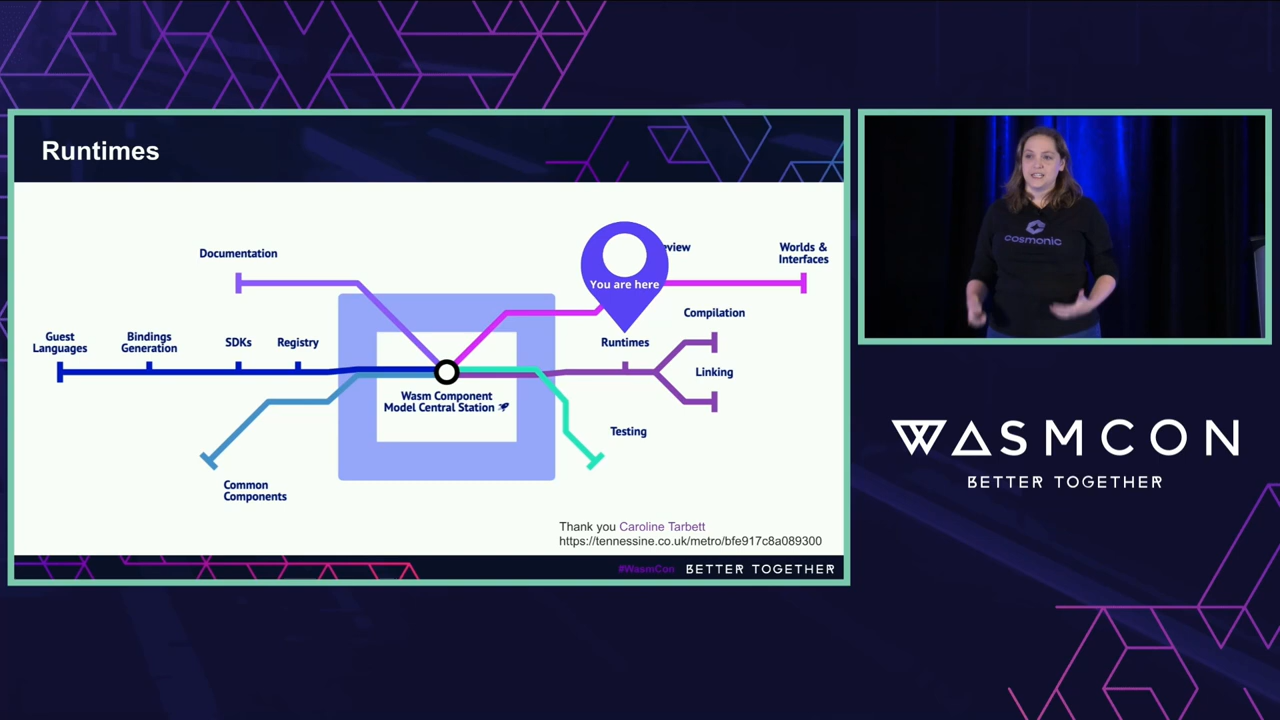 Runtimes
Documentation
eview
Worlds &
Interfaces
You are here
Compilation
Guest
Languages
Bindings
Generation
SDKs
Registry
Runtimes
Linking
Wasm Component
Model Central Station 🚀
Testing
Common
Components
Thank you Caroline Tarbett
https://tennessine.co.uk/metro/bfe917c8a089300
#WasmCon BETTER TOGETHER
cosmonic
WASMCON
BETTER TOGETHER